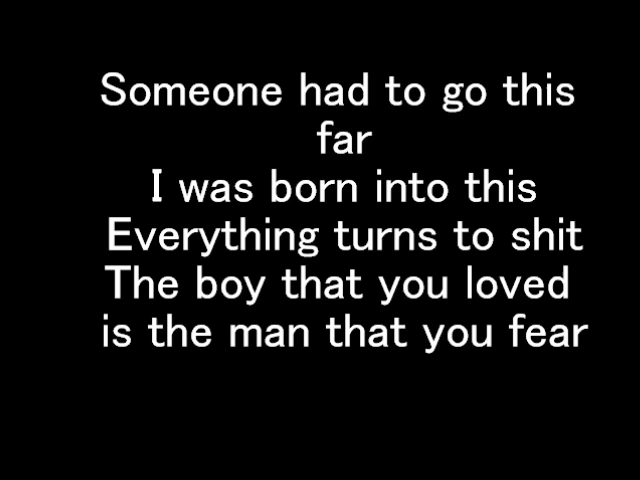 Someone had to go this
far
I was born into this
Everything turns to shit
The boy that you loved
is the man that you fear